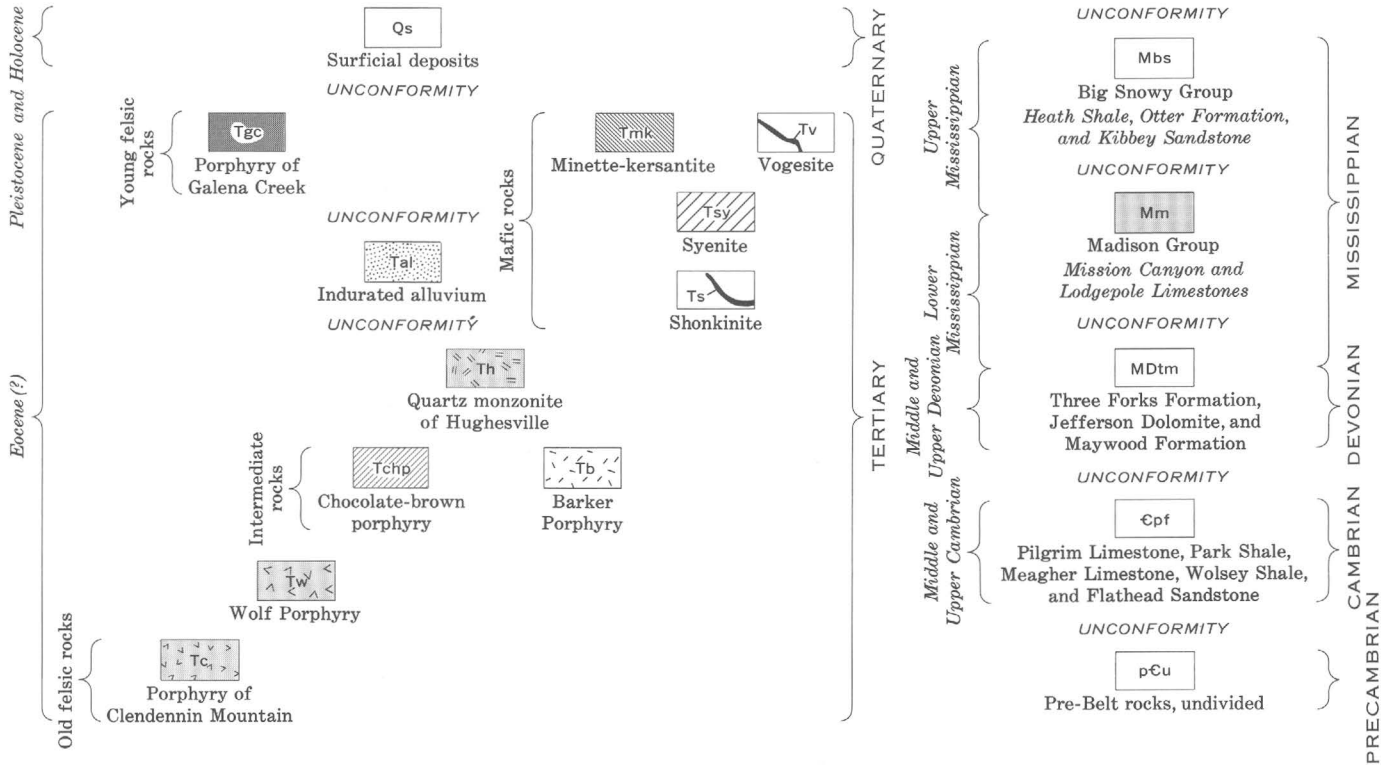 Pleistocene and Holocene
Qs
Surficial deposits
QUATERNARY
UNCONFORMITY
Young felsic
rocks
Tgc
Porphyry of
Galena Creek
Mafic rocks
Tmk
Minette-kersantite
Tv
Vogesite
UNCONFORMITY
Tsy
Syenite
Tal
Indurated alluvium
Ts
Shonkinite
UNCONFORMITY
Eocene(?)
TERTIARY
Th
Quartz monzonite
of Hughesville
Intermediate
rocks
Tchp
Chocolate-brown
porphyry
Tb
Barker
Porphyry
Tw
Wolf Porphyry
Old felsic rocks
Tc
Porphyry of
Clendennin Mountain
UNCONFORMITY
Upper
Mississippian
Mbs
Big Snowy Group
Heath Shale, Otter Formation,
and Kibbey Sandstone
MISSISSIPPIAN
UNCONFORMITY
Lower
Mississippian
Mm
Madison Group
Mission Canyon and
Lodgepole Limestones
UNCONFORMITY
Middle and
Upper Devonian
MDtm
Three Forks Formation,
Jefferson Dolomite, and
Maywood Formation
DEVONIAN
UNCONFORMITY
Middle and
Upper Cambrian
Єpf
Pilgrim Limestone, Park Shale,
Meagher Limestone, Wolsey Shale,
and Flathead Sandstone
CAMBRIAN
UNCONFORMITY
pЄu
Pre-Belt rocks, undivided
PRECAMBRIAN